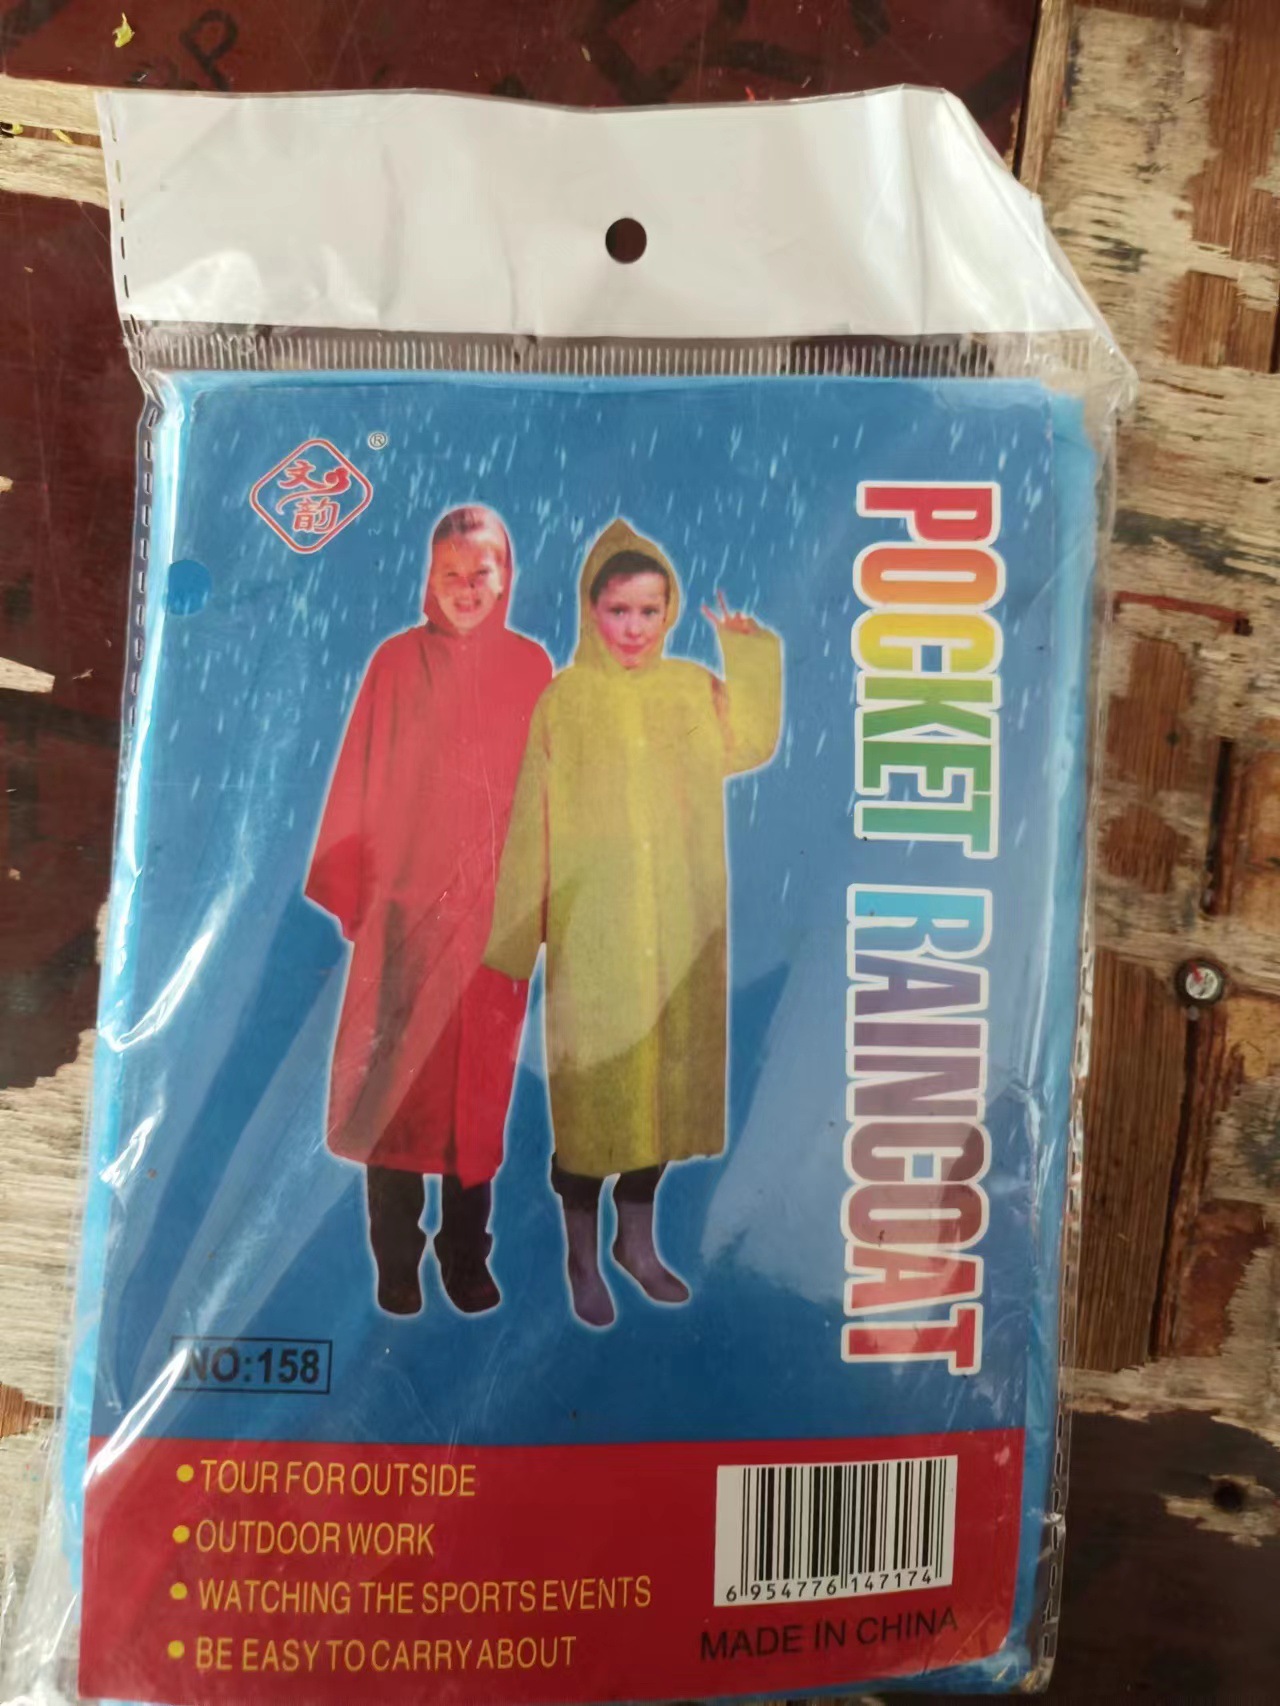 文
韵
®
POCKET RAINCOAT
NO:158
TOUR FOR OUTSIDE
OUTDOOR WORK
WATCHING THE SPORTS EVENTS
BE EASY TO CARRY ABOUT
6 954776 147174
MADE IN CHINA